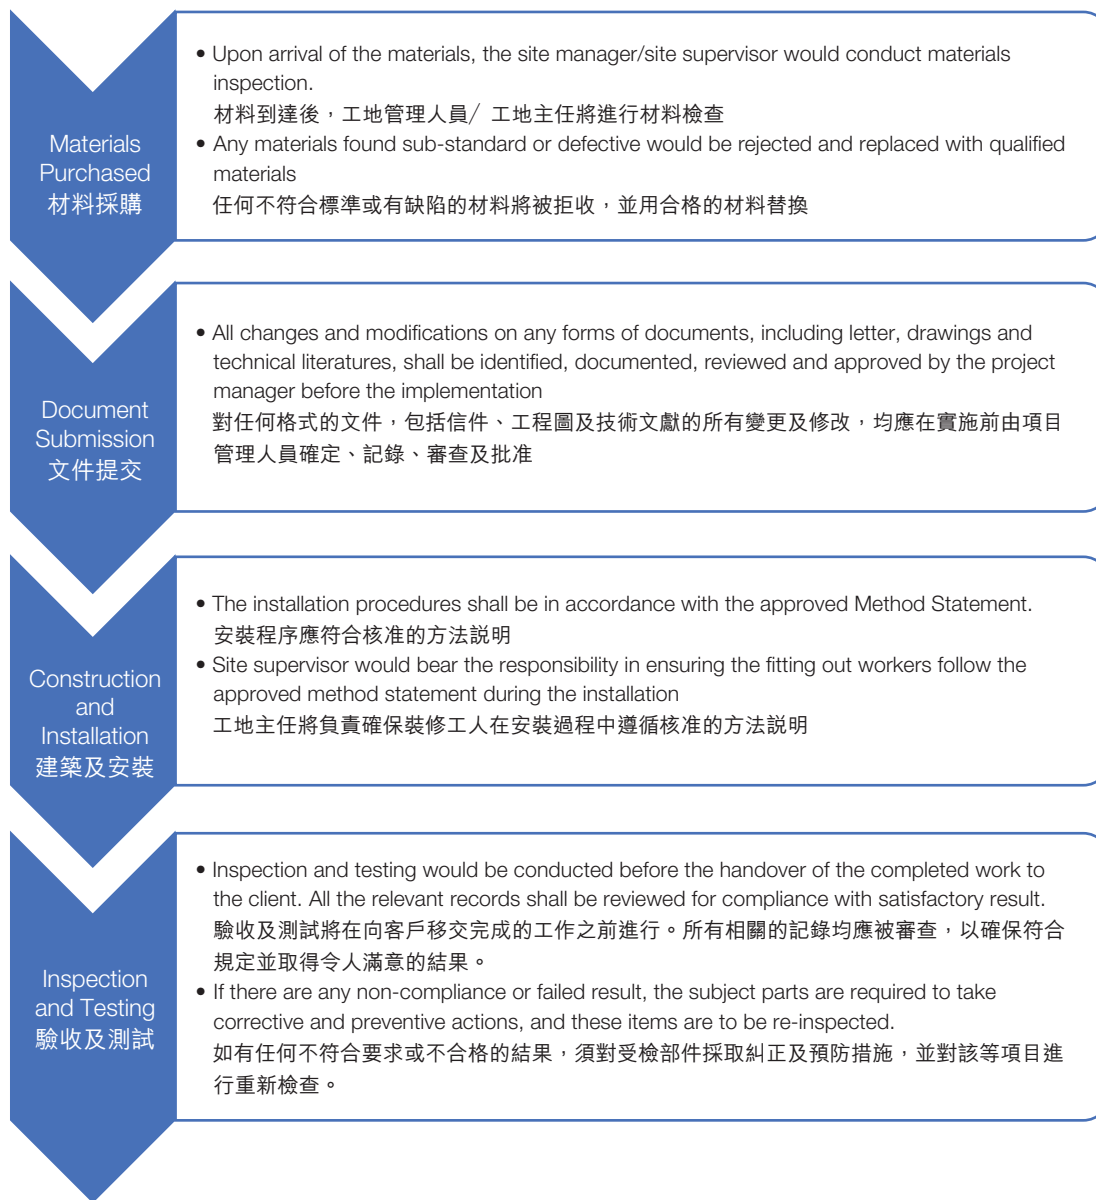 Materials
Purchased
材料採購
• Upon arrival of the materials, the site manager/site supervisor would conduct materials
inspection.
材料到達後，工地管理人員/ 工地主任將進行材料檢查
• Any materials found sub-standard or defective would be rejected and replaced with qualified
materials
任何不符合標準或有缺陷的材料將被拒收，並用合格的材料替換
Document
Submission
文件提交
• All changes and modifications on any forms of documents, including letter, drawings and
technical literatures, shall be identified, documented, reviewed and approved by the project
manager before the implementation
對任何格式的文件，包括信件、工程圖及技術文獻的所有變更及修改，均應在實施前由項目
管理人員確定、記錄、審查及批准
Construction
and
Installation
建築及安裝
• The installation procedures shall be in accordance with the approved Method Statement.
安裝程序應符合核准的方法説明
• Site supervisor would bear the responsibility in ensuring the fitting out workers follow the
approved method statement during the installation
工地主任將負責確保裝修工人在安裝過程中遵循核准的方法説明
Inspection
and Testing
驗收及測試
• Inspection and testing would be conducted before the handover of the completed work to
the client. All the relevant records shall be reviewed for compliance with satisfactory result.
驗收及測試將在向客戶移交完成的工作之前進行。所有相關的記錄均應被審查，以確保符合
規定並取得令人滿意的結果。
• If there are any non-compliance or failed result, the subject parts are required to take
corrective and preventive actions, and these items are to be re-inspected.
如有任何不符合要求或不合格的結果，須對受檢部件採取糾正及預防措施，並對該等項目進
行重新檢查。